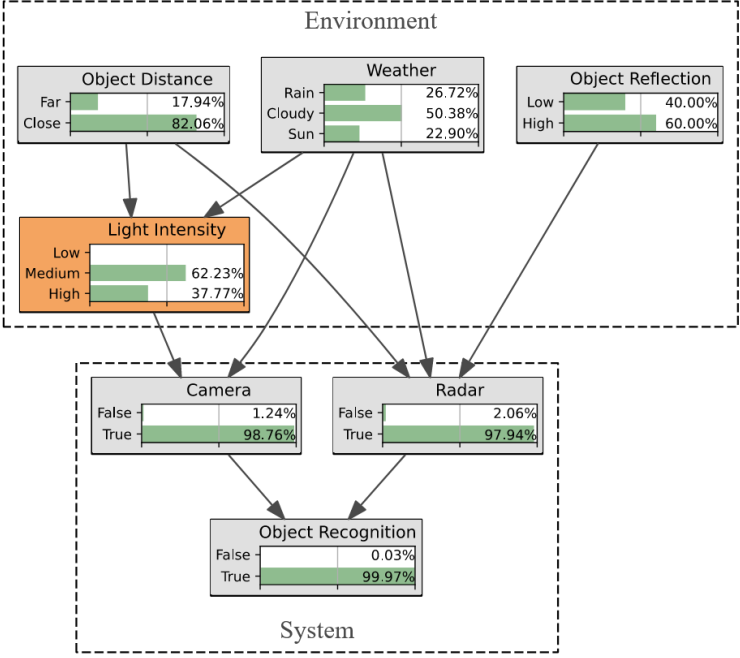 Environment
Object Distance
Far 17.94%
Close 82.06%
Weather
Rain 26.72%
Cloudy 50.38%
Sun 22.90%
Object Reflection
Low 40.00%
High 60.00%
Light Intensity
Low
Medium 62.23%
High 37.77%
Camera
False 1.24%
True 98.76%
Radar
False 2.06%
True 97.94%
Object Recognition
False 0.03%
True 99.97%
System